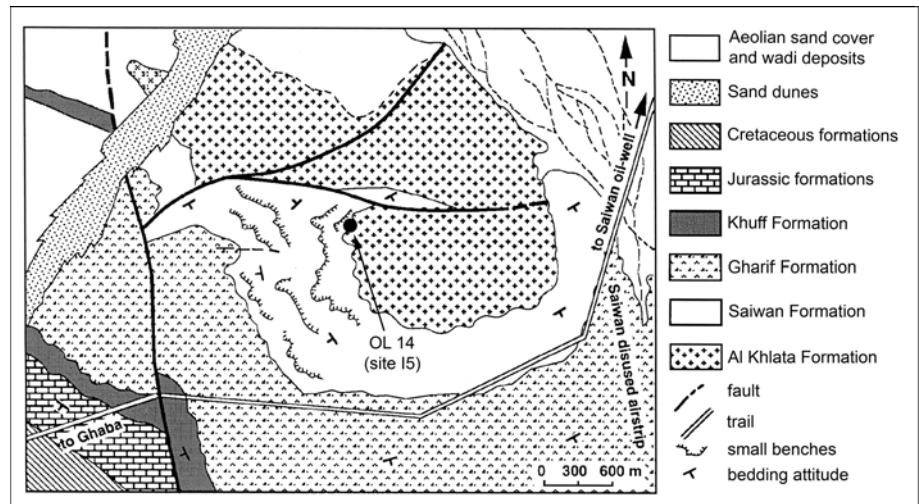 N
to Saiwan oil-well
Saiwan disused airstrip
OL 14
(site I5)
to Ghaba
0 300 600 m
Aeolian sand cover
and wadi deposits
Sand dunes
Cretaceous formations
Jurassic formations
Khuff Formation
Gharif Formation
Saiwan Formation
Al Khlata Formation
fault
trail
small benches
bedding attitude